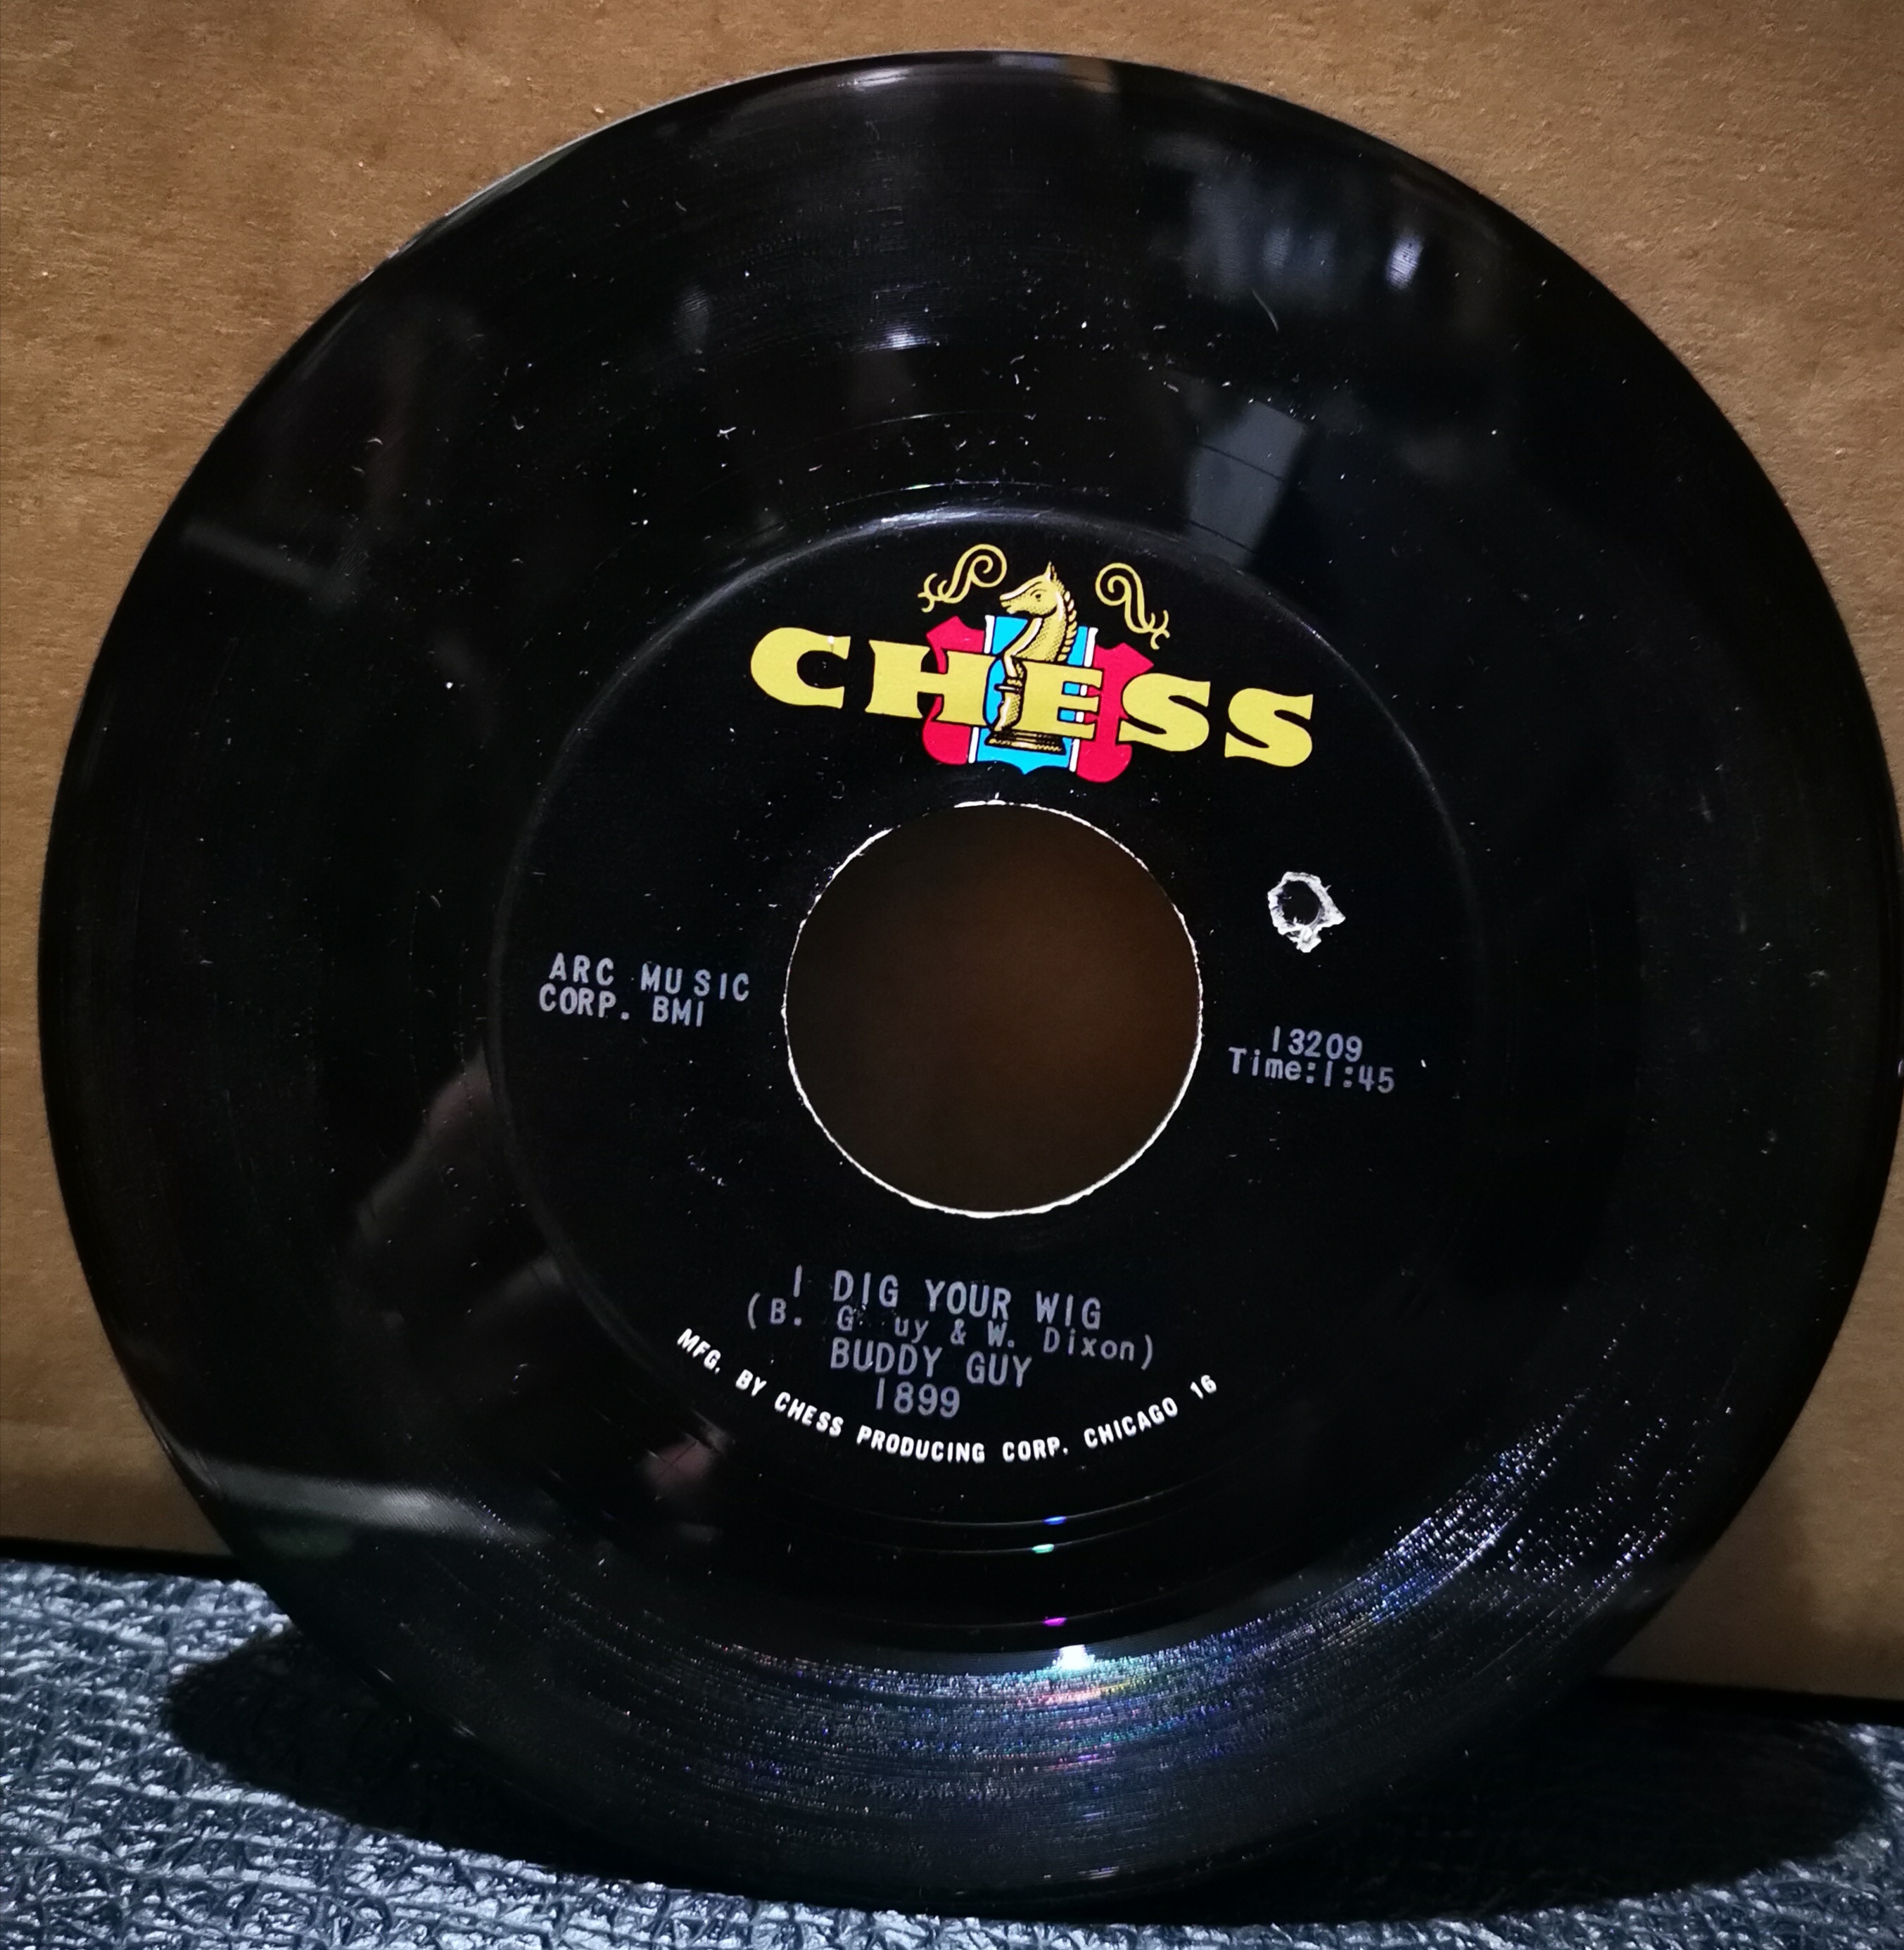 CHESS
ARC MUSIC
CORP. BMI
13209
Time:1:45
I DIG YOUR WIG
(B. G uy & W. Dixon)
BUDDY GUY
1899
MFG. BY CHESS PRODUCING CORP. CHICAGO 16